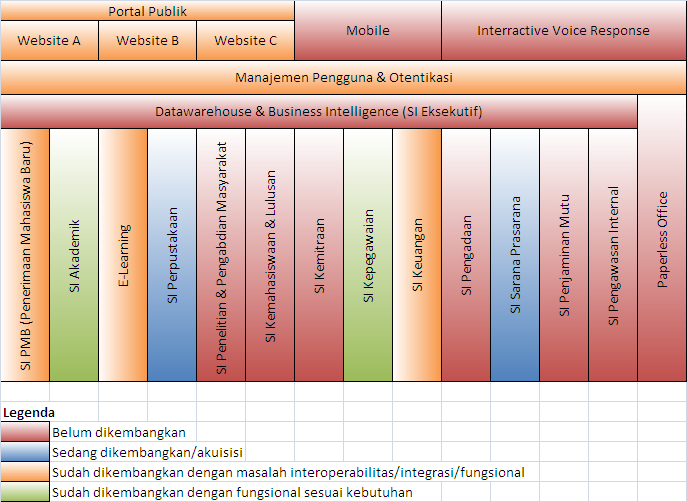 Portal Publik
Mobile
Interractive Voice Response
Website A
Website B
Website C
Manajemen Pengguna & Otentikasi
Datawarehouse & Business Intelligence (SI Eksekutif)
SI PMB (Penerimaan Mahasiswa Baru)
SI Akademik
E-Learning
SI Perpustakaan
SI Penelitian & Pengabdian Masyarakat
SI Kemahasiswaan & Lulusan
SI Kemitraan
SI Kepegawaian
SI Keuangan
SI Pengadaan
SI Sarana Prasarana
SI Penjaminan Mutu
SI Pengawasan Internal
Paperless Office
Legenda
Belum dikembangkan
Sedang dikembangkan/akuisisi
Sudah dikembangkan dengan masalah interoperabilitas/integrasi/fungsional
Sudah dikembangkan dengan fungsional sesuai kebutuhan